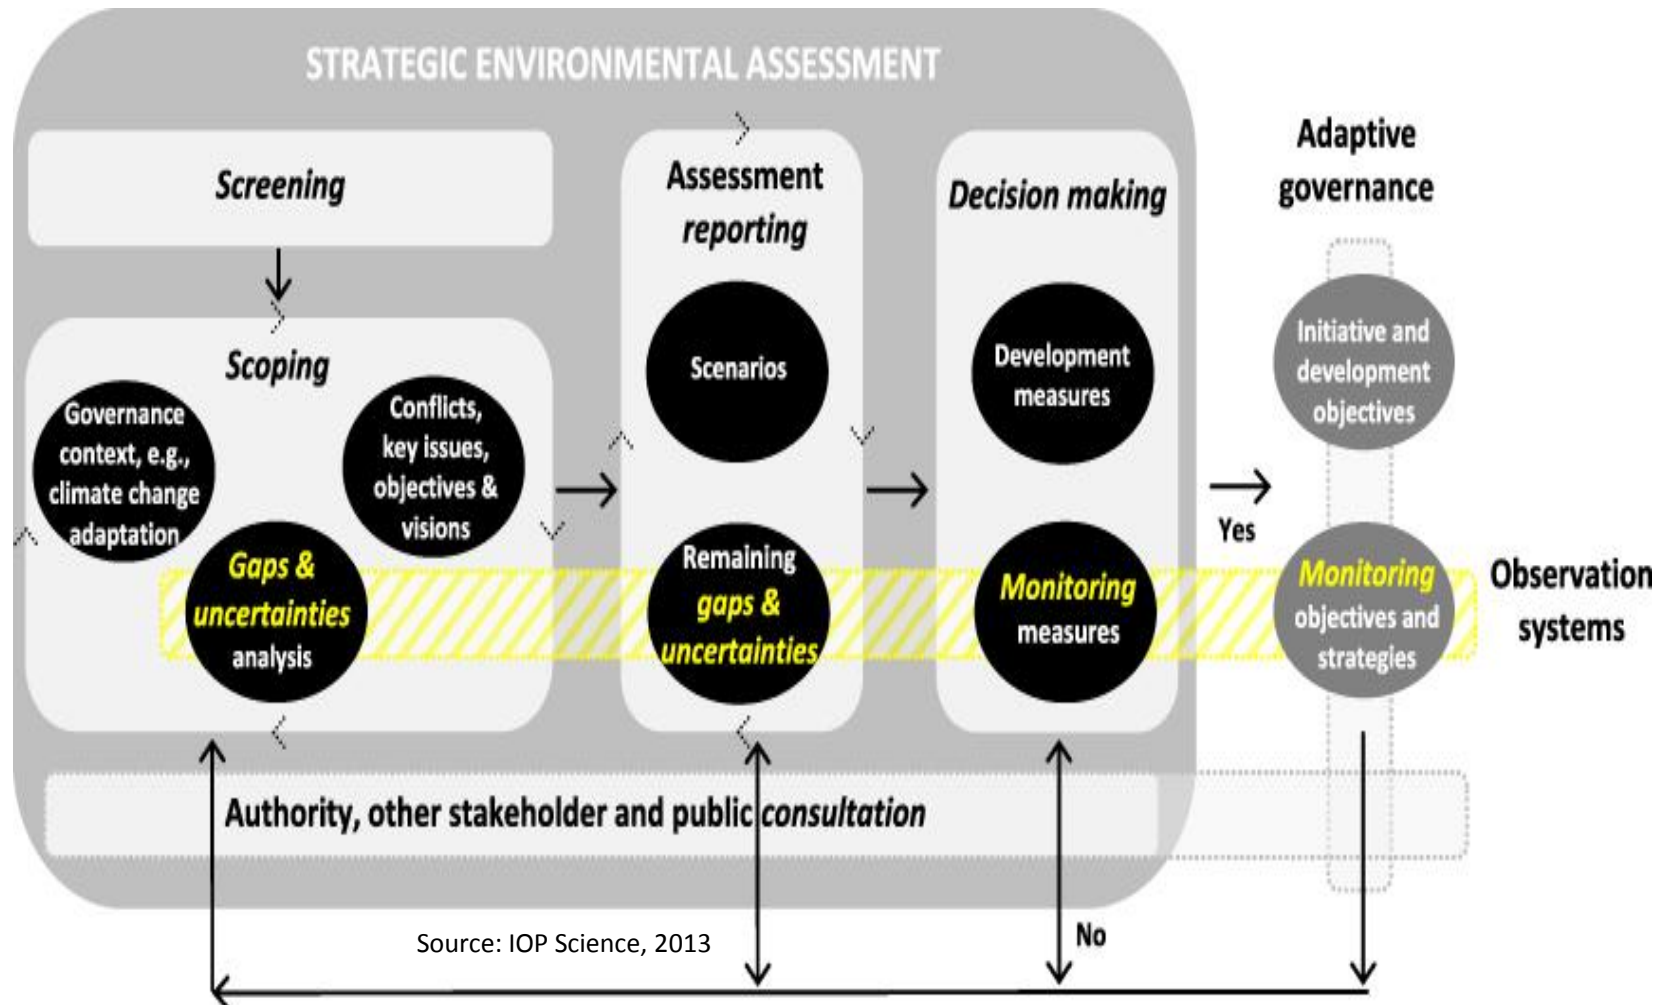 STRATEGIC ENVIRONMENTAL ASSESSMENT
Screening
Scoping
Governance
context, e.g.,
climate change
adaptation
Conflicts,
key issues,
objectives &
visions
Gaps &
uncertainties
analysis
Assessment
reporting
Scenarios
Remaining
gaps &
uncertainties
Decision making
Development
measures
Monitoring
measures
Yes
Adaptive
governance
Initiative and
development
objectives
Monitoring
objectives and
strategies
Observation
systems
Authority, other stakeholder and public consultation
No
Source: IOP Science, 2013